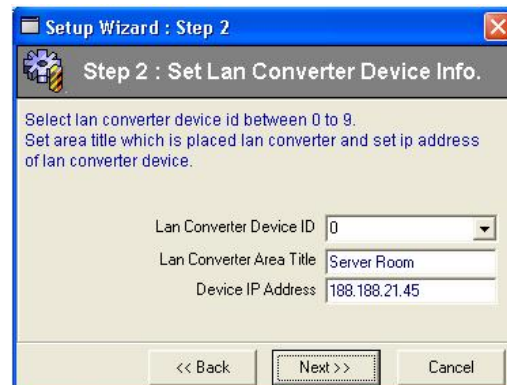 Setup Wizard : Step 2
Step 2 : Set Lan Converter Device Info.
Select lan converter device id between 0 to 9.
Set area title which is placed lan converter and set ip address
of lan converter device.
Lan Converter Device ID 0
Lan Converter Area Title Server Room
Device IP Address 188.188.21.45
<< Back Next >> Cancel